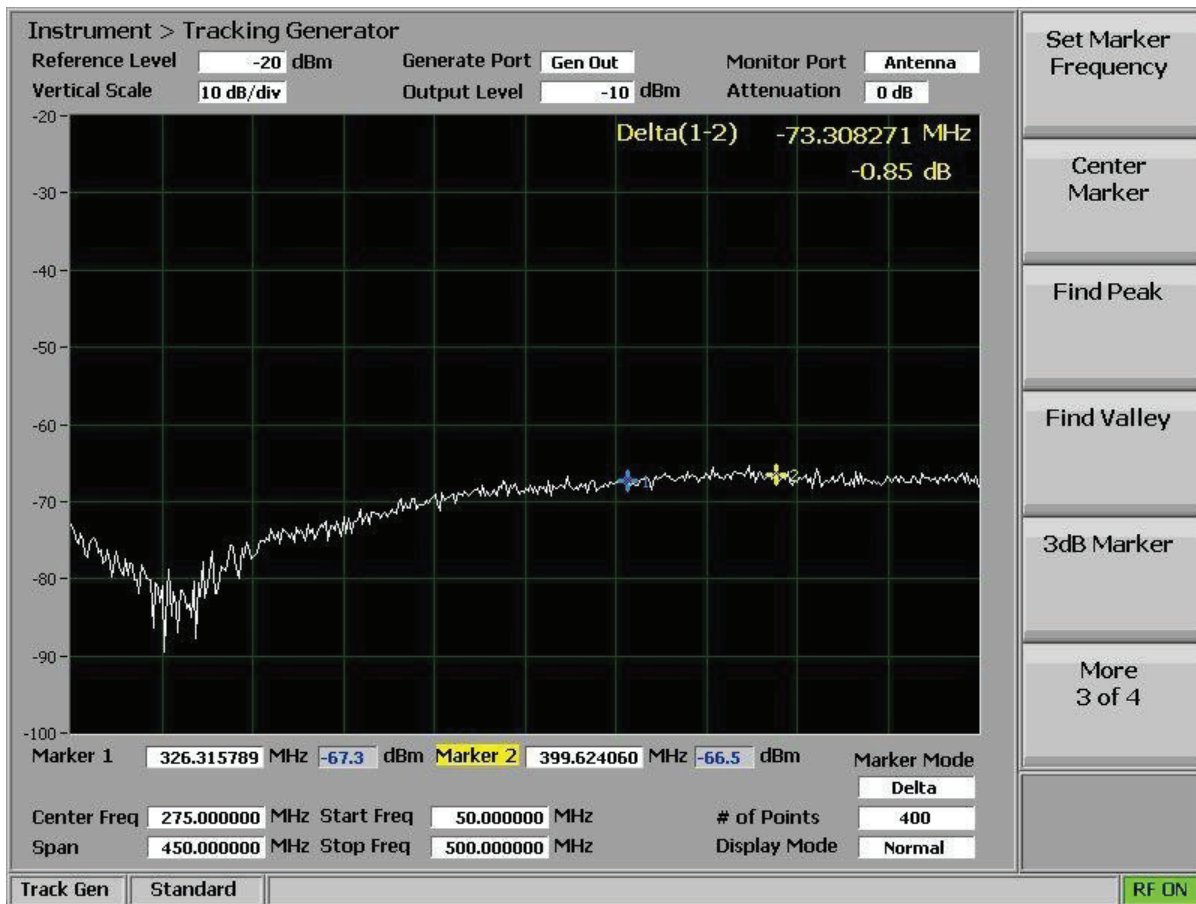 Instrument > Tracking Generator
Reference Level -20 dBm Generate Port Gen Out Monitor Port Antenna
Vertical Scale 10 dB/div Output Level -10 dBm Attenuation 0 dB
Delta(1-2) -73.308271 MHz
-0.85 dB
-20
-30
-40
-50
-60
-70
-80
-90
-100
1
2
Marker 1 326.315789 MHz -67.3 dBm Marker 2 399.624060 MHz -66.5 dBm
Marker Mode
Delta
Center Freq 275.000000 MHz Start Freq 50.000000 MHz # of Points 400
Span 450.000000 MHz Stop Freq 500.000000 MHz Display Mode Normal
Track Gen Standard RF ON
Set Marker
Frequency
Center
Marker
Find Peak
Find Valley
3dB Marker
More
3 of 4